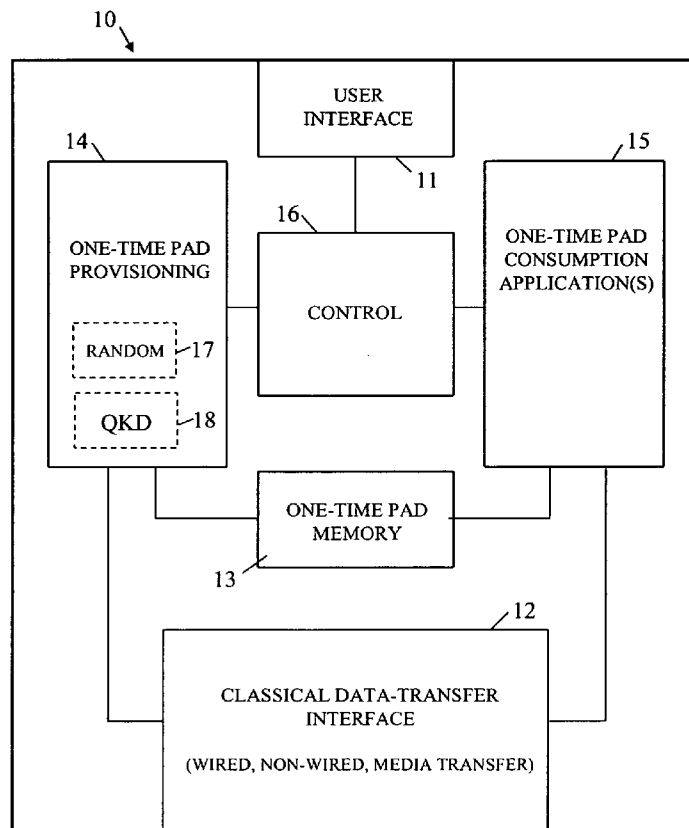 10
USER
INTERFACE
11
14
ONE-TIME PAD
PROVISIONING
RANDOM
17
QKD
18
16
CONTROL
15
ONE-TIME PAD
CONSUMPTION
APPLICATION(S)
ONE-TIME PAD
MEMORY
13
12
CLASSICAL DATA-TRANSFER
INTERFACE
(WIRED, NON-WIRED, MEDIA TRANSFER)